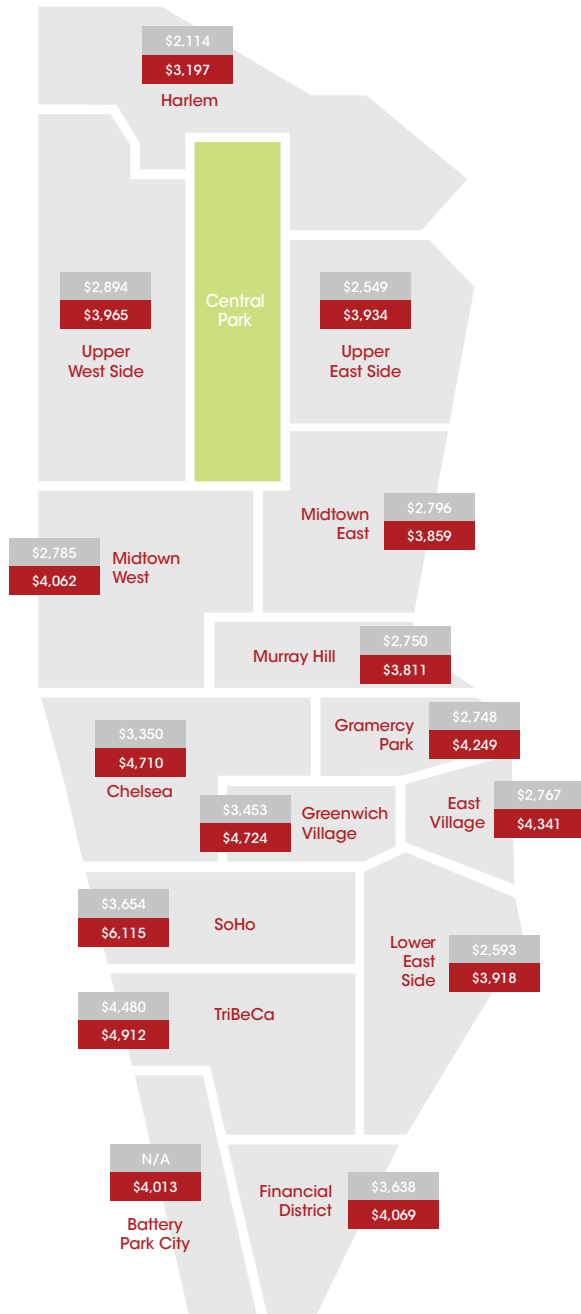 $2,114
$3,197
Harlem
$2,894
$3,965
Upper
West Side
Central
Park
$2,549
$3,934
Upper
East Side
Midtown
East
$2,796
$3,859
$2,785
$4,062
Midtown
West
Murray Hill
$2,750
$3,811
$3,350
$4,710
Chelsea
Gramercy
Park
$2,748
$4,249
$3,453
$4,724
Greenwich
Village
East
Village
$2,767
$4,341
$3,654
$6,115
SoHo
Lower
East
Side
$2,593
$3,918
$4,480
$4,912
TriBeCa
N/A
$4,013
Battery
Park City
Financial
District
$3,638
$4,069